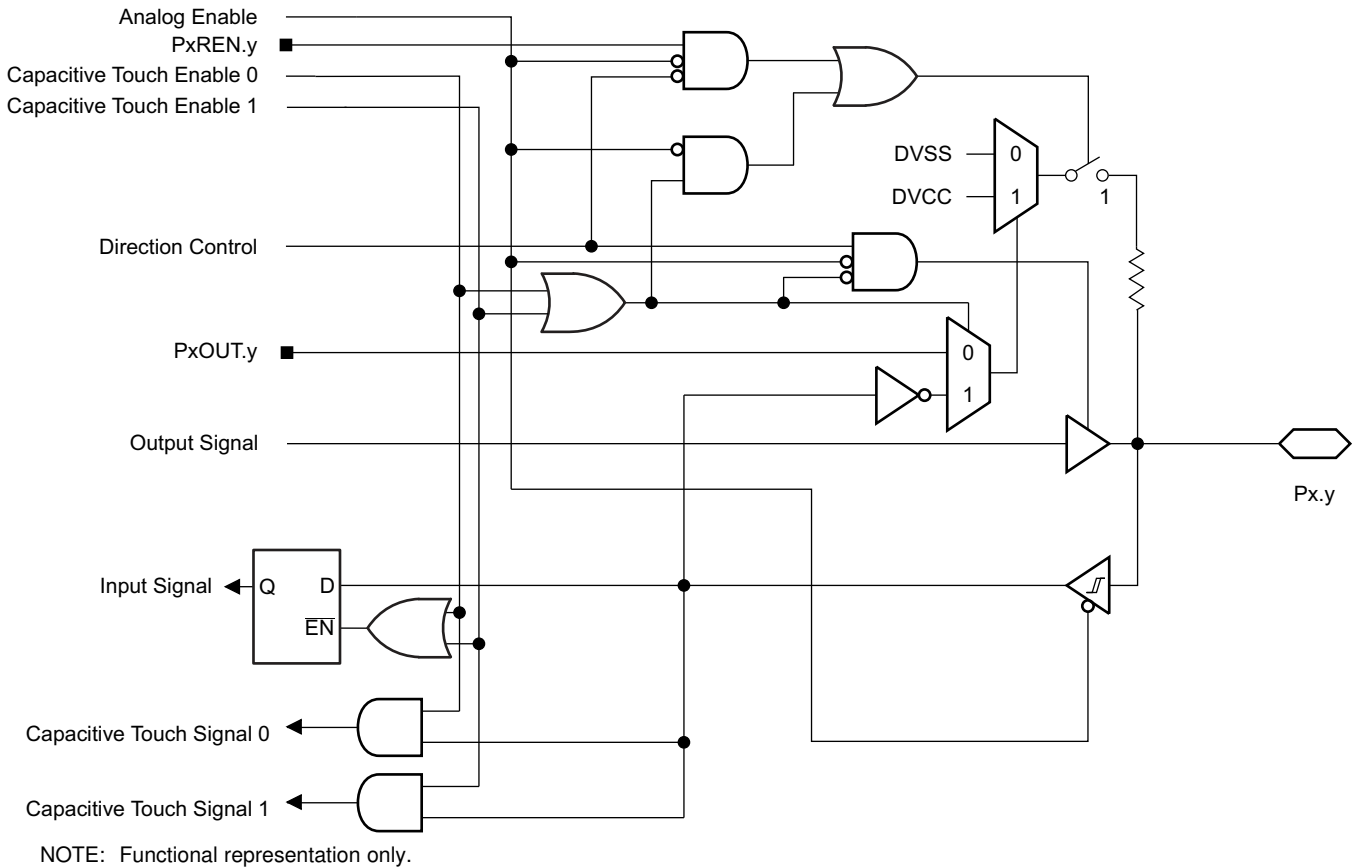 Analog Enable
PxREN.y
Capacitive Touch Enable 0
Capacitive Touch Enable 1
DVSS
0
DVCC
1
1
Direction Control
PxOUT.y
0
1
Output Signal
Px.y
Input Signal
Q
D
EN
Capacitive Touch Signal 0
Capacitive Touch Signal 1
NOTE: Functional representation only.